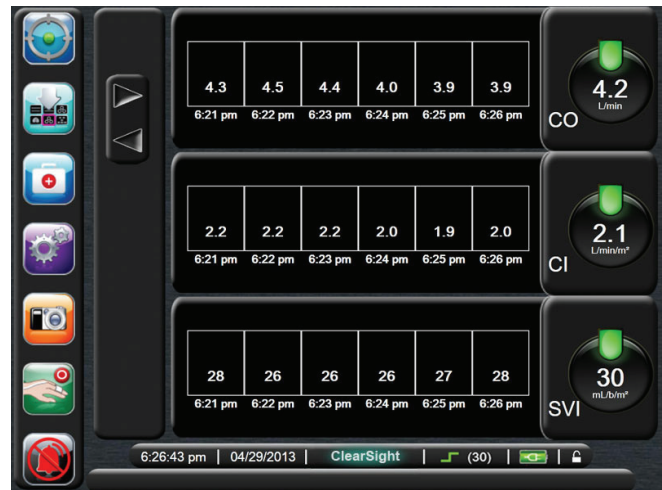 4.3 4.5 4.4 4.0 3.9 3.9
6:21 pm 6:22 pm 6:23 pm 6:24 pm 6:25 pm 6:26 pm
4.2
L/min
CO
2.2 2.2 2.2 2.0 1.9 2.0
6:21 pm 6:22 pm 6:23 pm 6:24 pm 6:25 pm 6:26 pm
2.1
L/min/m²
CI
28 26 26 26 27 28
6:21 pm 6:22 pm 6:23 pm 6:24 pm 6:25 pm 6:26 pm
30
mL/b/m²
SVI
6:26:43 pm | 04/29/2013 | ClearSight | (30)